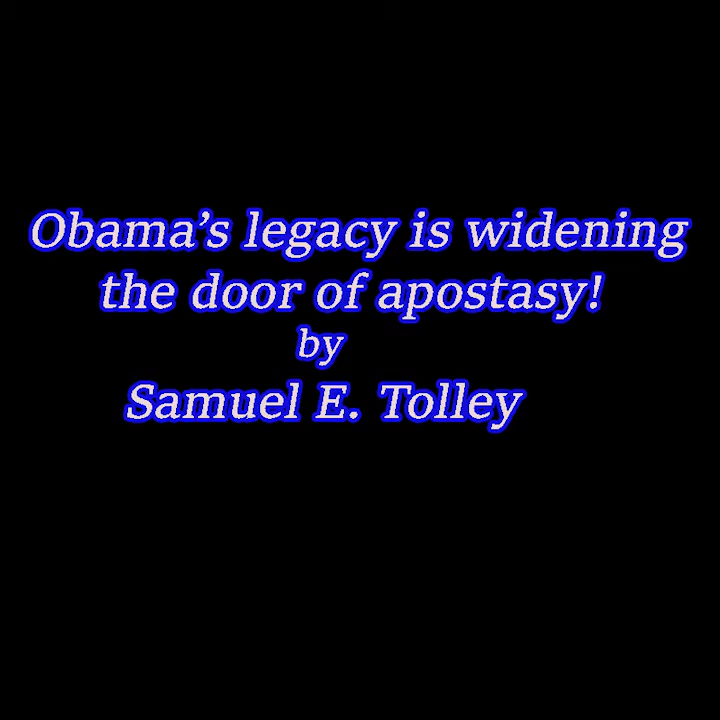 Obama’s legacy is widening
the door of apostasy!
by
Samuel E. Tolley